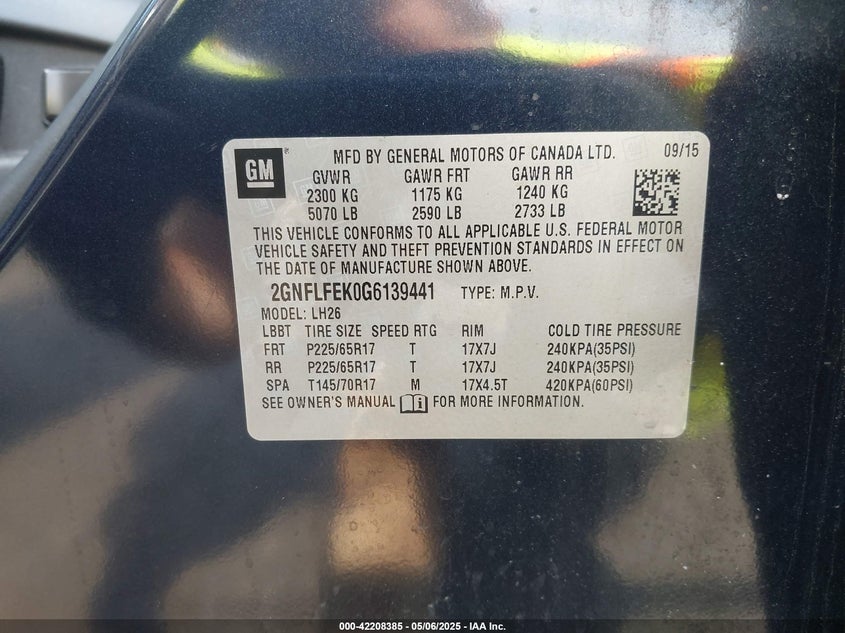 GM
MFD BY GENERAL MOTORS OF CANADA LTD. 09/15
GVWR GAWR FRT GAWR RR
2300 KG 1175 KG 1240 KG
5070 LB 2590 LB 2733 LB
THIS VEHICLE CONFORMS TO ALL APPLICABLE U.S. FEDERAL MOTOR
VEHICLE SAFETY AND THEFT PREVENTION STANDARDS IN EFFECT ON
THE DATE OF MANUFACTURE SHOWN ABOVE.
2GNFLFEK0G6139441 TYPE: M.P.V.
MODEL: LH26
LBBT TIRE SIZE SPEED RTG RIM COLD TIRE PRESSURE
FRT P225/65R17 T 17X7J 240KPA(35PSI)
RR P225/65R17 T 17X7J 240KPA(35PSI)
SPA T145/70R17 M 17X4.5T 420KPA(60PSI)
SEE OWNER'S MANUAL FOR MORE INFORMATION.
000-42208385 - 05/06/2025 - IAA Inc.